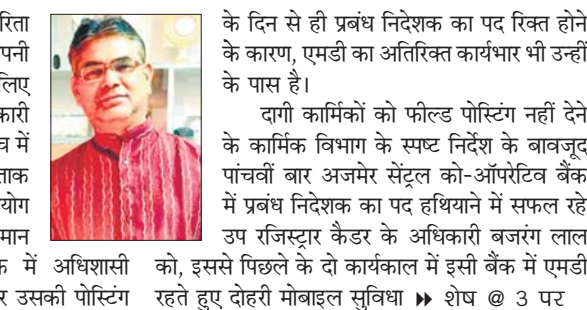 रिता
पनी
लिए
कारी
च में
ताक
योग
मान
क में अधिशासी
र उसकी पोस्टिंग
के दिन से ही प्रबंध निदेशक का पद रिक्त होने
के कारण, एमडी का अतिरिक्त कार्यभार भी उन्हीं
के पास है।
दागी कार्मिकों को फील्ड पोस्टिंग नहीं देने
के कार्मिक विभाग के स्पष्ट निर्देश के बावजूद
पांचवीं बार अजमेर सेंट्रल को-ऑपरेटिव बैंक
में प्रबंध निदेशक का पद हथियाने में सफल रहे
उप रजिस्ट्रार कैडर के अधिकारी बजरंग लाल
को, इससे पिछले के दो कार्यकाल में इसी बैंक में एमडी
रहते हुए दोहरी मोबाइल सुविधा ▶▶ शेष @ 3 पर